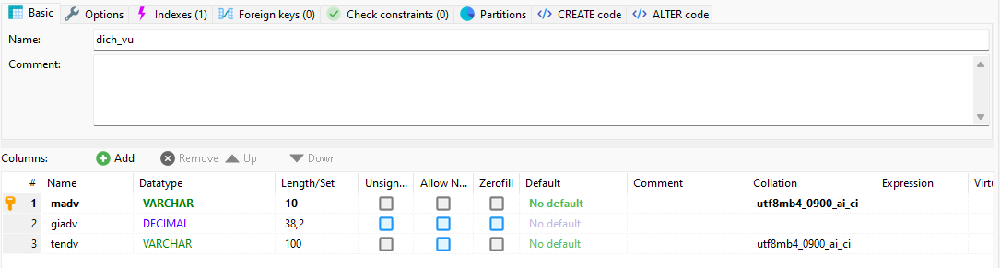 Basic Options Indexes (1) Foreign keys (0) Check constraints (0) Partitions CREATE code ALTER code
Name: dich_vu
Comment:
Columns: Add Remove Up Down
# Name Datatype Length/Set Unsign... Allow N... Zerofill Default Comment Collation Expression Virtu
1 madv VARCHAR 10 No default utf8mb4_0900_ai_ci
2 giadv DECIMAL 38,2 No default
3 tendv VARCHAR 100 No default utf8mb4_0900_ai_ci